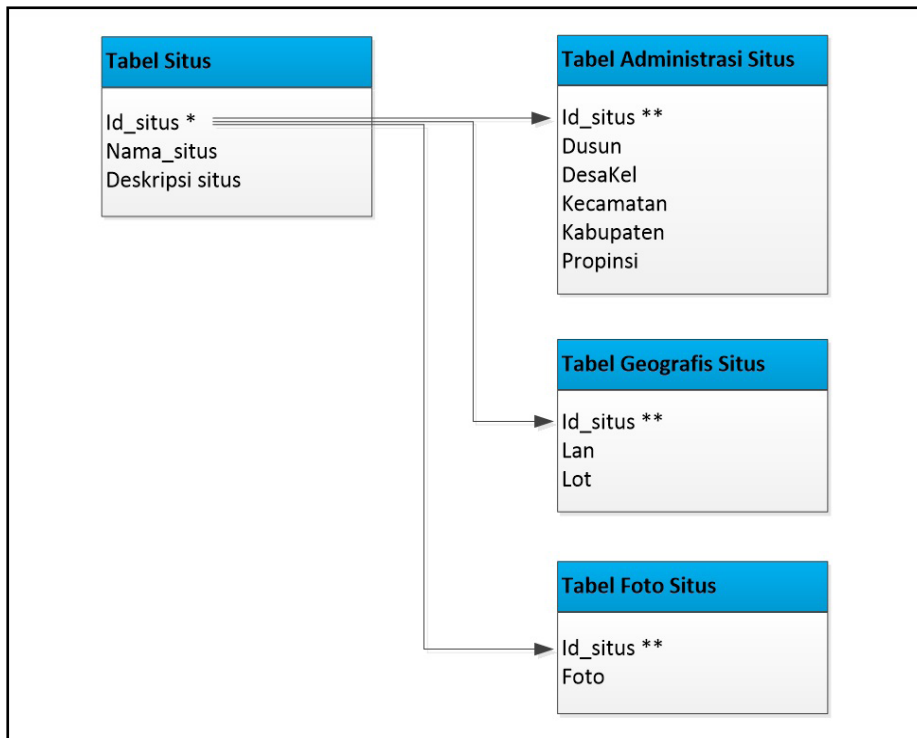 Tabel Situs
Id_situs *
Nama_situs
Deskripsi situs
Tabel Administrasi Situs
Id_situs **
Dusun
DesaKel
Kecamatan
Kabupaten
Propinsi
Tabel Geografis Situs
Id_situs **
Lan
Lot
Tabel Foto Situs
Id_situs **
Foto